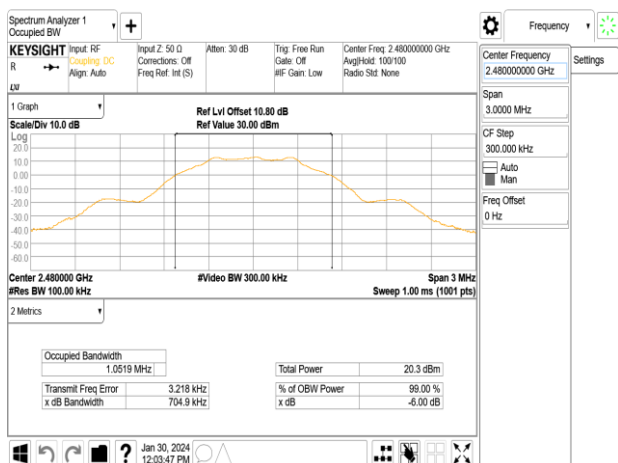 Spectrum Analyzer 1
Occupied BW
+
Frequency
KEYSIGHT
R
LXI
Input: RF
Coupling: DC
Align: Auto
Input Z: 50 Ω
Corrections: Off
Freq Ref: Int (S)
Atten: 30 dB
Trig: Free Run
Gate: Off
#IF Gain: Low
Center Freq: 2.480000000 GHz
Avg|Hold: 100/100
Radio Std: None
Center Frequency
2.480000000 GHz
Settings
Span
3.0000 MHz
CF Step
300.000 kHz
Auto
Man
Freq Offset
0 Hz
1 Graph
Scale/Div 10.0 dB
Ref Lvl Offset 10.80 dB
Ref Value 30.00 dBm
Log
20.0
10.0
0.00
-10.0
-20.0
-30.0
-40.0
-50.0
-60.0
Center 2.480000 GHz
#Res BW 100.00 kHz
#Video BW 300.00 kHz
Span 3 MHz
Sweep 1.00 ms (1001 pts)
2 Metrics
Occupied Bandwidth
1.0519 MHz
Transmit Freq Error 3.218 kHz
x dB Bandwidth 704.9 kHz
Total Power 20.3 dBm
% of OBW Power 99.00 %
x dB -6.00 dB
?
Jan 30, 2024
12:03:47 PM